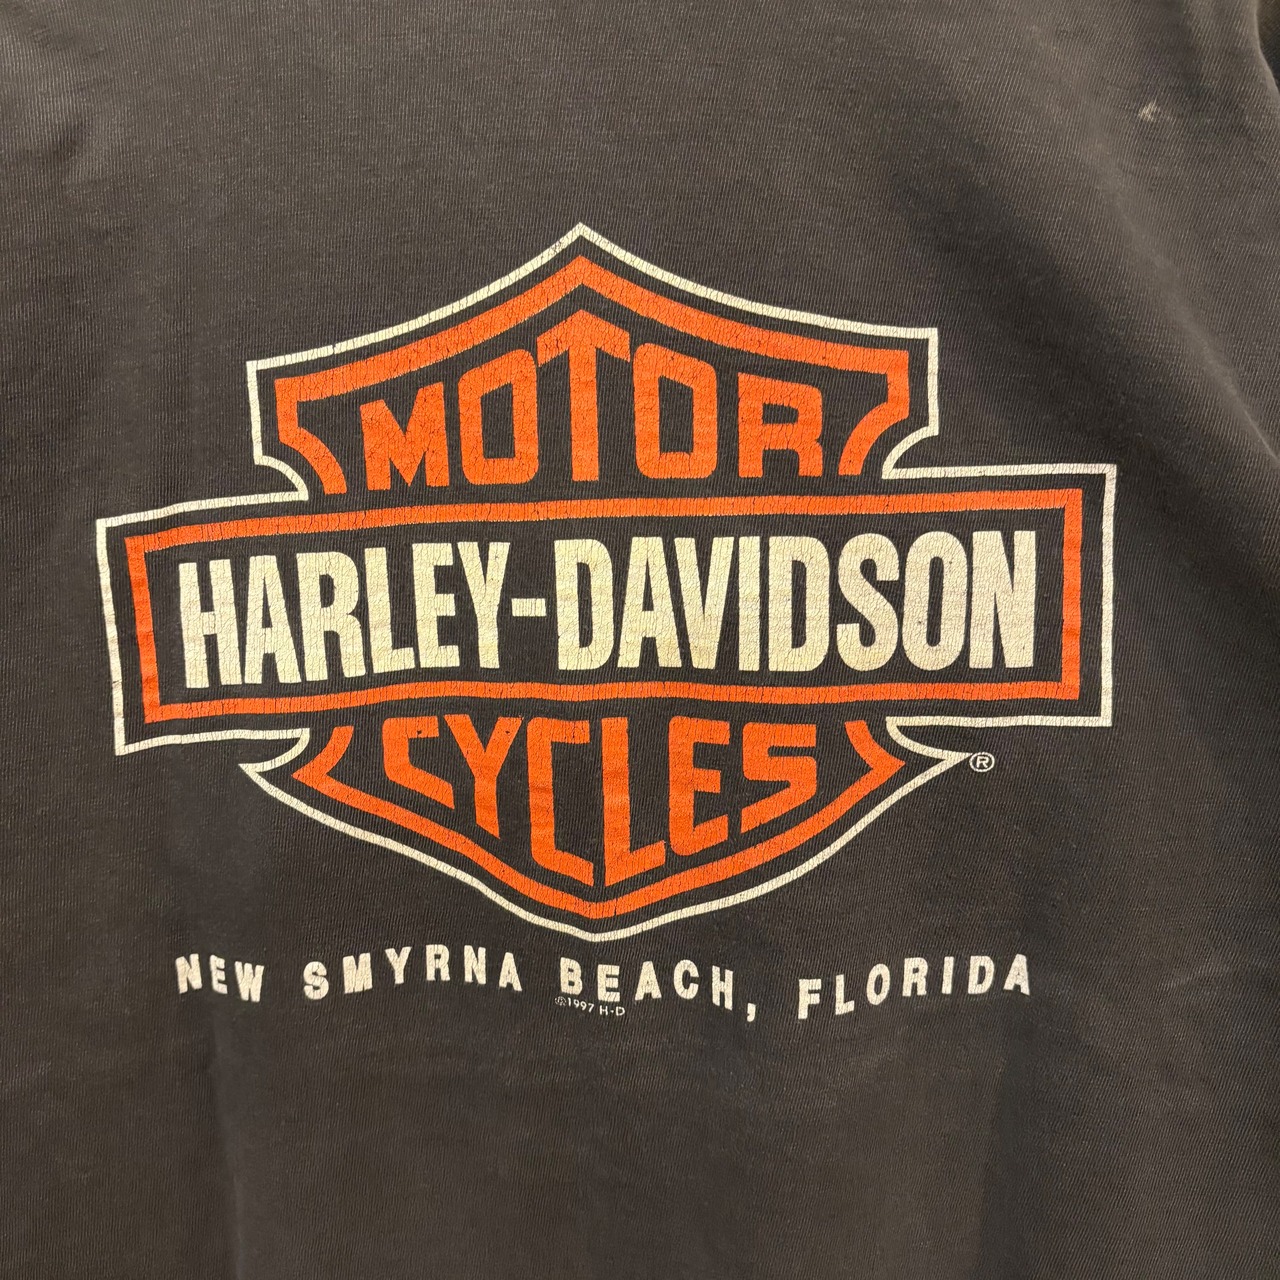 MOTOR
HARLEY-DAVIDSON
CYCLES
®
NEW SMYRNA BEACH, FLORIDA
©1997 H-D